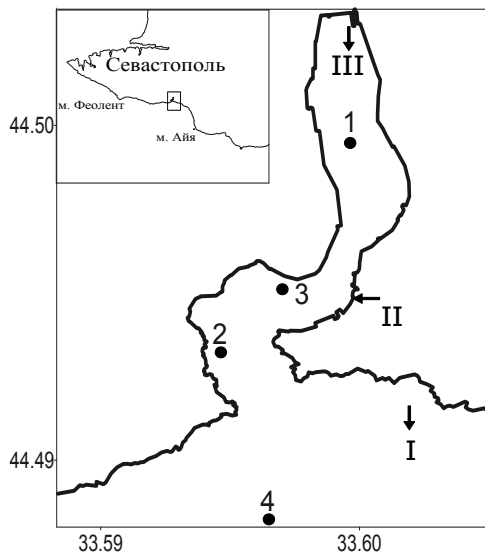 Севастополь
м. Феолент
м. Айя
III
44.50
1
3
II
2
I
44.49
4
33.59
33.60